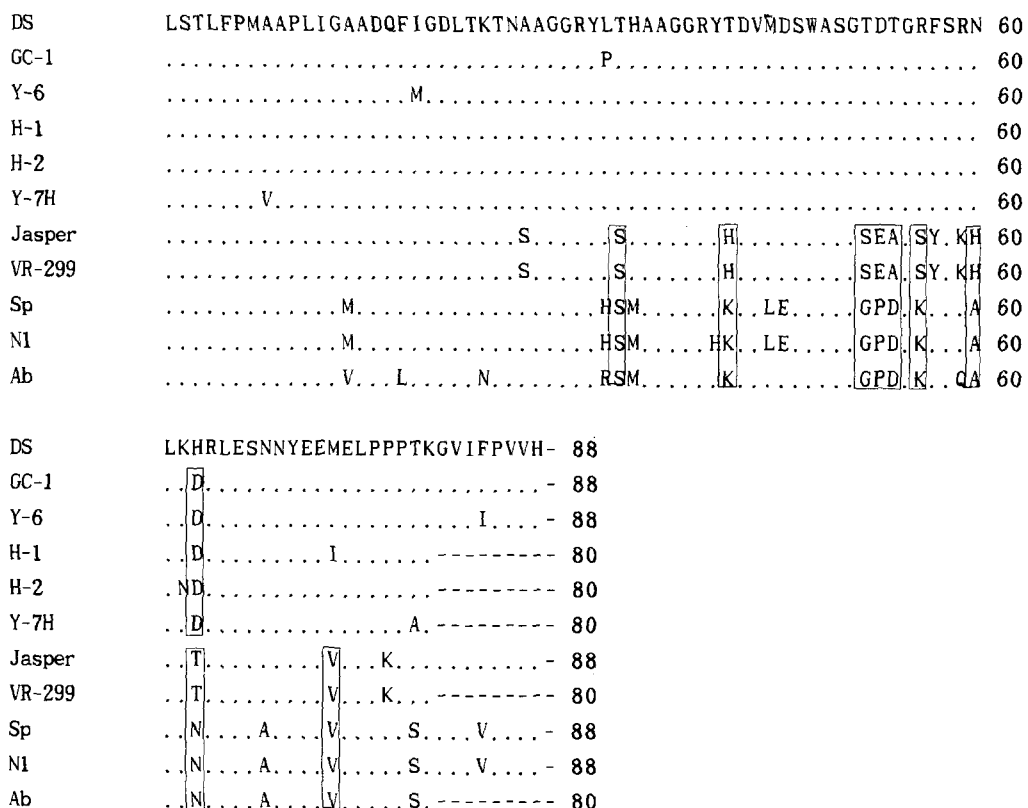 DS LSTLFPMAAPLIGAADQFIGDLTKTNAAGGRYLTHAAGGRYTDVMDSWASGTDTGRFSRN 60
GC-1 ................................P........................... 60
Y-6 ..................M......................................... 60
H-1 ............................................................ 60
H-2 ............................................................ 60
Y-7H .......V.................................................... 60
Jasper ..........................S......S.......H.........SEA.SY.KH 60
VR-299 ..........................S......S.......H.........SEA.SY.KH 60
Sp .............M..................HSM......K..LE.....GPD.K...A 60
N1 .............M..................HSM.....HK..LE.....GPD.K...A 60
Ab .............V...L.....N........RSM......K.........GPD.K..QA 60
DS LKHRLESNNYEEMELPPPTKGVIFPVVH- 88
GC-1 ..D.........................- 88
Y-6 ..D....................I....- 88
H-1 ..D.........I.......--------- 80
H-2 .ND.................--------- 80
Y-7H ..D...............A.--------- 80
Jasper ..T.........V...K...........- 88
VR-299 ..T.........V...K...--------- 80
Sp ..N....A....V.....S....V....- 88
N1 ..N....A....V.....S....V....- 88
Ab ..N....A....V.....S.--------- 80